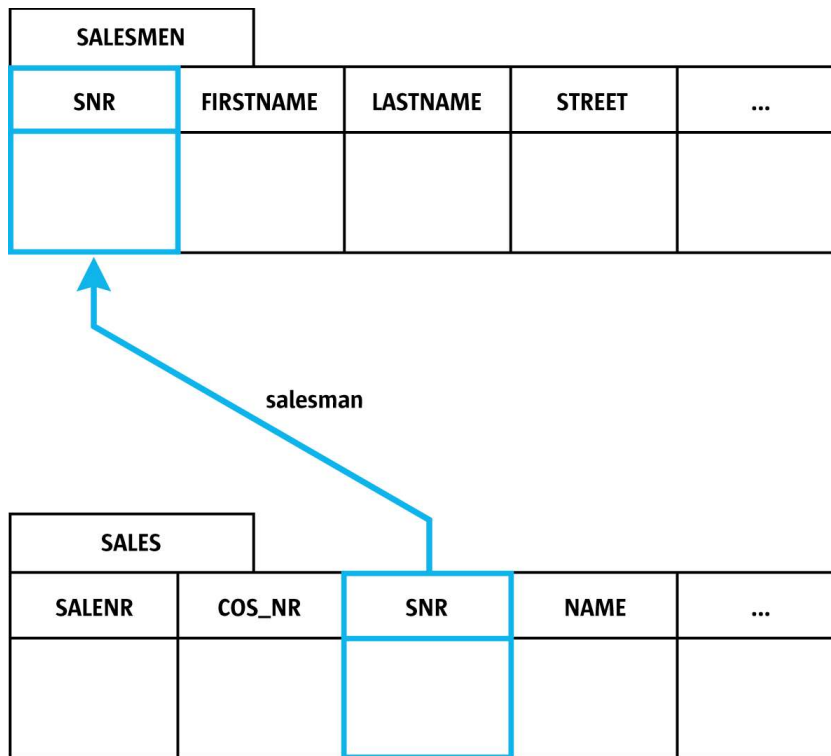 SALESMEN
SNR FIRSTNAME LASTNAME STREET ...
salesman
SALES
SALENR COS_NR SNR NAME ...